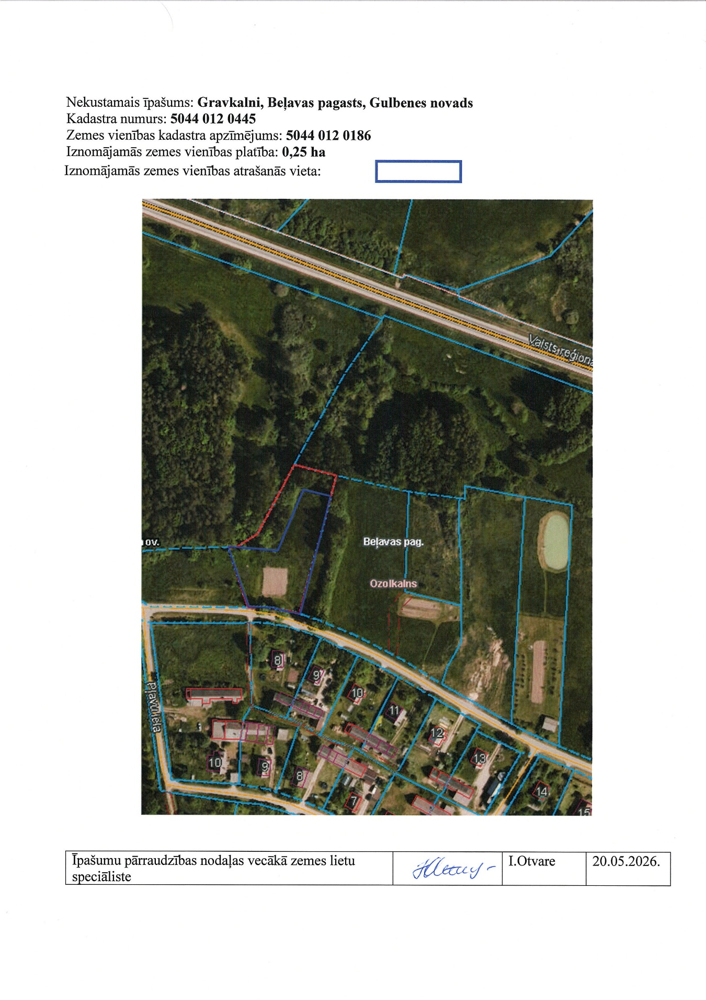 Nekustamais īpašums: Gravkalni, Beļavas pagasts, Gulbenes novads
Kadastra numurs: 5044 012 0445
Zemes vienības kadastra apzīmējums: 5044 012 0186
Iznomājamās zemes vienības platība: 0,25 ha
Iznomājamās zemes vienības atrašanās vieta:
Valsts reģiona
nov.
Beļavas pag.
Ozolkalns
8
9
10
11
Pļavu iela
12
13
10
9
8
7
14
15
Īpašumu pārraudzības nodaļas vecākā zemes lietu
speciāliste
I.Otvare
20.05.2026.